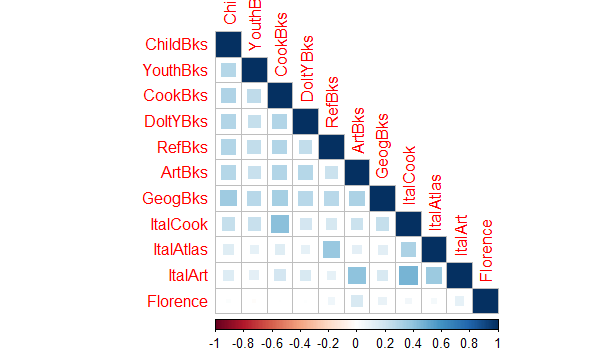 Chi
YouthB
CookBks
DoItYBks
RefBks
ArtBks
GeogBks
ItalCook
ItalAtlas
ItalArt
Florence
ChildBks
YouthBks
CookBks
DoItYBks
RefBks
ArtBks
GeogBks
ItalCook
ItalAtlas
ItalArt
Florence
-1 -0.8 -0.6 -0.4 -0.2 0 0.2 0.4 0.6 0.8 1